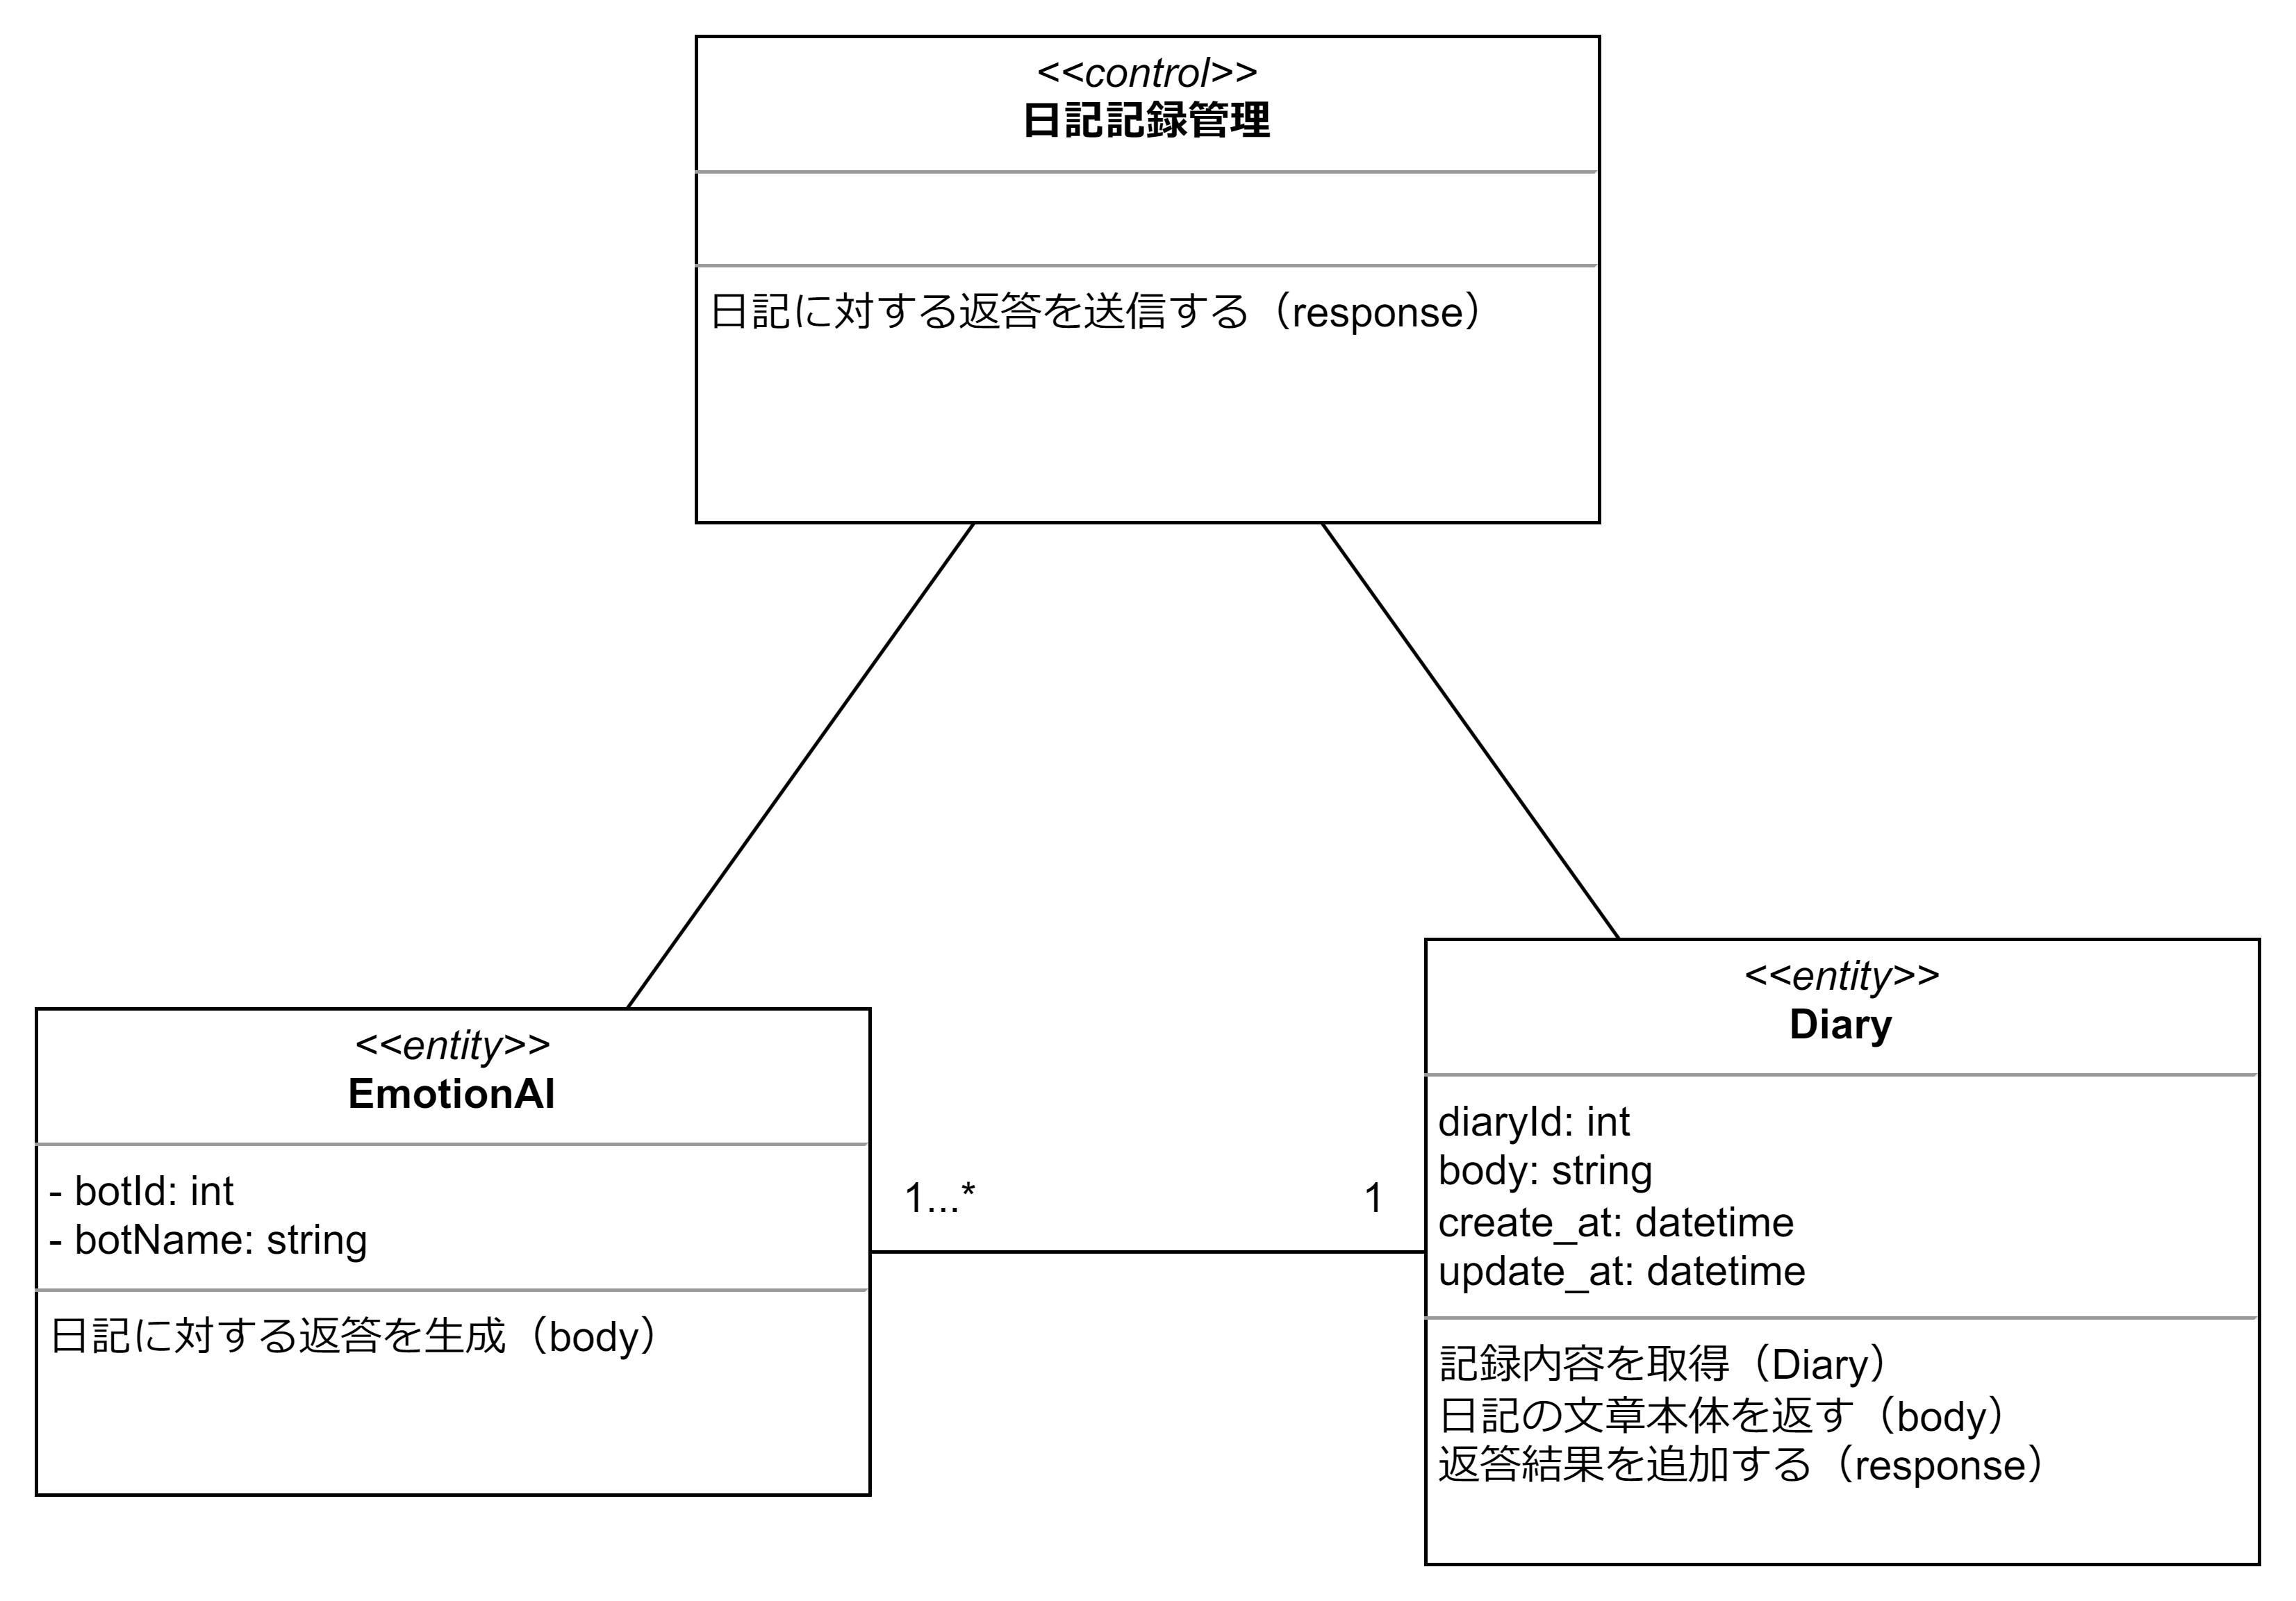 <<control>>
日記記録管理
日記に対する返答を送信する（response）
<<entity>>
EmotionAI
- botId: int
- botName: string
日記に対する返答を生成（body）
1...*
1
<<entity>>
Diary
diaryId: int
body: string
create_at: datetime
update_at: datetime
記録内容を取得（Diary）
日記の文章本体を返す（body）
返答結果を追加する（response）